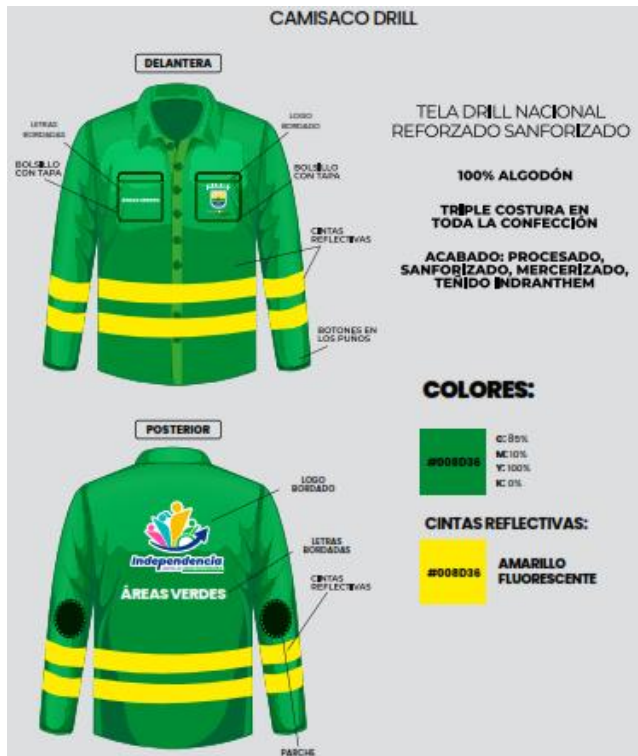 CAMISACO DRILL
DELANTERA
LETRAS
BORDADAS
LOGO
BORDADO
BOLSILLO
CON TAPA
BOLSILLO
CON TAPA
ÁREAS VERDES
CINTAS
REFLECTIVAS
BOTONES EN
LOS PUÑOS
TELA DRILL NACIONAL
REFORZADO SANFORIZADO
100% ALGODÓN
TRIPLE COSTURA EN
TODA LA CONFECCIÓN
ACABADO: PROCESADO,
SANFORIZADO, MERCERIZADO,
TEÑIDO INDRANTHEM
COLORES:
#008D36
C: 85%
M: 10%
Y: 100%
K: 0%
CINTAS REFLECTIVAS:
#008D36
AMARILLO
FLUORESCENTE
POSTERIOR
LOGO
BORDADO
Independencia
LETRAS
BORDADAS
ÁREAS VERDES
CINTAS
REFLECTIVAS
PARCHE